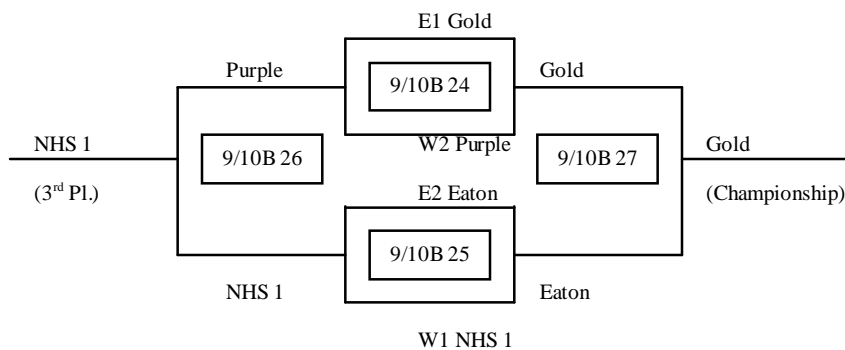 E1 Gold
Purple
9/10B 24
Gold
NHS 1
9/10B 26
W2 Purple
9/10B 27
Gold
(3rd Pl.)
E2 Eaton
(Championship)
9/10B 25
NHS 1
Eaton
W1 NHS 1